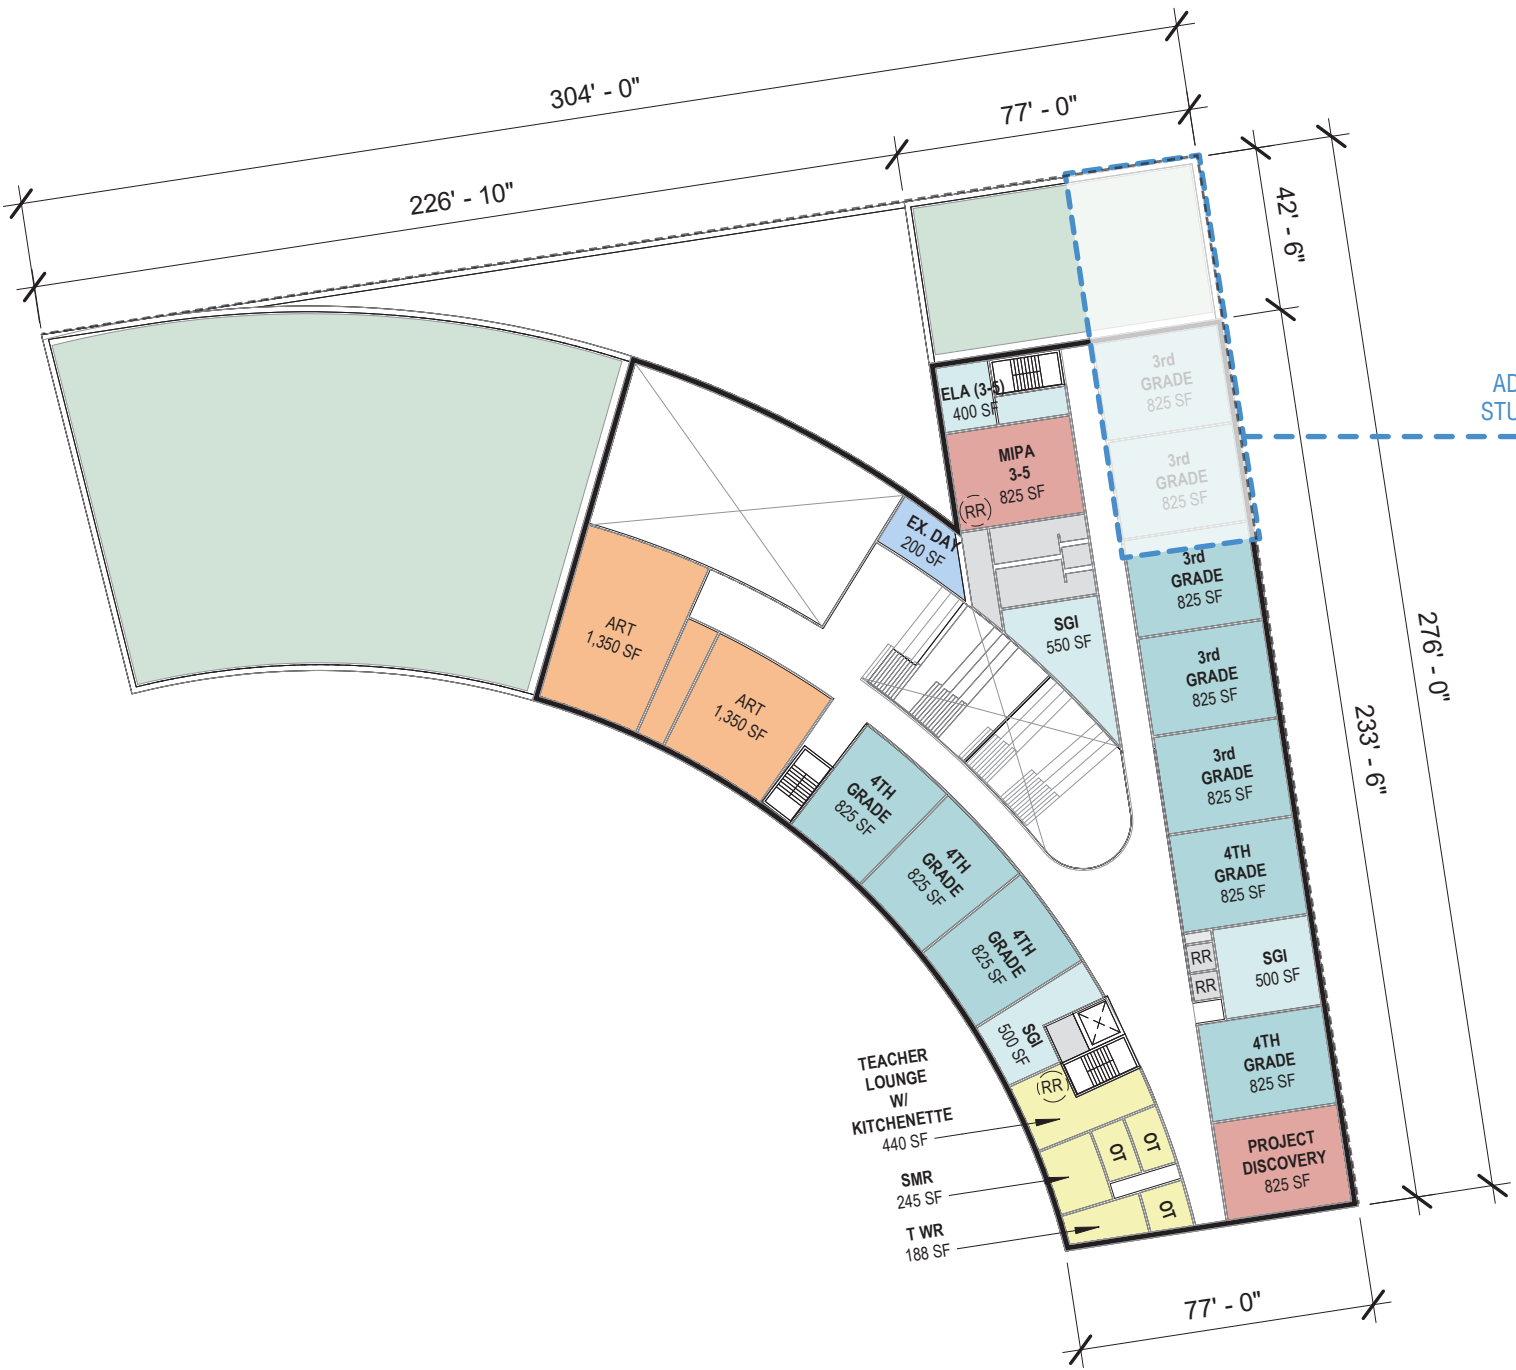 304' - 0"
77' - 0"
226' - 10"
42' - 6"
276' - 0"
233' - 6"
AD
STU
3rd
GRADE
825 SF
3rd
GRADE
825 SF
ELA (3-5)
400 SF
MIPA
3-5
825 SF
RR
EX. DAY
200 SF
3rd
GRADE
825 SF
SGI
550 SF
ART
1,350 SF
3rd
GRADE
825 SF
ART
1,350 SF
3rd
GRADE
825 SF
4TH
GRADE
825 SF
4TH
GRADE
825 SF
4TH
GRADE
825 SF
4TH
GRADE
825 SF
RR
RR
SGI
500 SF
SGI
500 SF
4TH
GRADE
825 SF
TEACHER
LOUNGE
W/
KITCHENETTE
440 SF
RR
OT
OT
PROJECT
DISCOVERY
825 SF
SMR
245 SF
OT
T WR
188 SF
77' - 0"